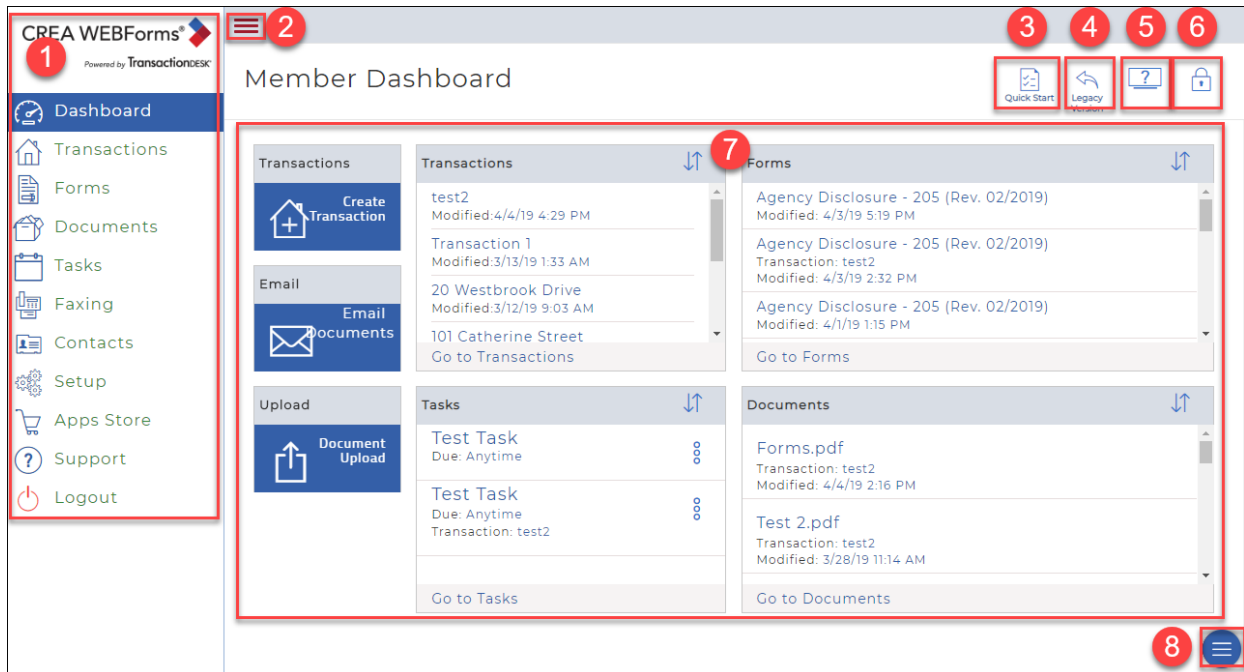 CREA WEBForms®
Powered by TransactionDESK®
1
2
3
4
5
6
Member Dashboard
Quick Start
Legacy Version
?
Dashboard
Transactions
Forms
Documents
Tasks
Faxing
Contacts
Setup
Apps Store
? Support
Logout
7
Transactions
Create
Transaction
Email
Email
Documents
Upload
Document
Upload
Transactions
test2
Modified:4/4/19 4:29 PM
Transaction 1
Modified:3/13/19 1:33 AM
20 Westbrook Drive
Modified:3/12/19 9:03 AM
101 Catherine Street
Go to Transactions
Forms
Agency Disclosure - 205 (Rev. 02/2019)
Modified: 4/3/19 5:19 PM
Agency Disclosure - 205 (Rev. 02/2019)
Transaction: test2
Modified: 4/3/19 2:32 PM
Agency Disclosure - 205 (Rev. 02/2019)
Modified: 4/1/19 1:15 PM
Go to Forms
Tasks
Test Task
Due: Anytime
Test Task
Due: Anytime
Transaction: test2
Go to Tasks
Documents
Forms.pdf
Transaction: test2
Modified: 4/4/19 2:16 PM
Test 2.pdf
Transaction: test2
Modified: 3/28/19 11:14 AM
Go to Documents
8